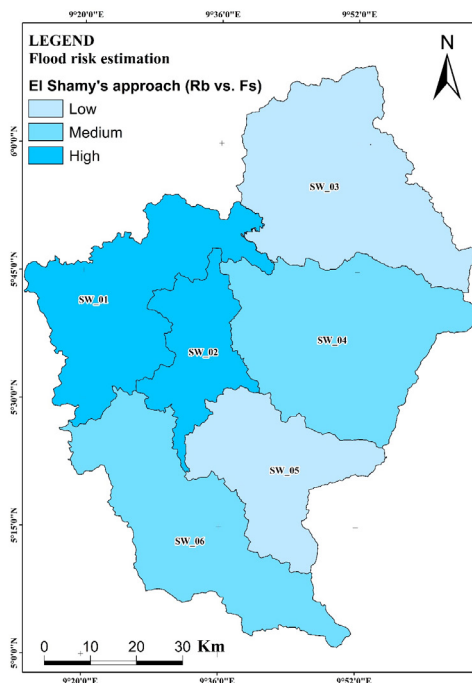 9°20'0"E 9°36'0"E 9°52'0"E
LEGEND
Flood risk estimation
El Shamy's approach (Rb vs. Fs)
Low
Medium
High
N
6°0'0"N
5°45'0"N
5°30'0"N
5°15'0"N
5°0'0"N
SW_03
SW_01
SW_02
SW_04
SW_05
SW_06
0 10 20 30 Km
9°20'0"E 9°36'0"E 9°52'0"E